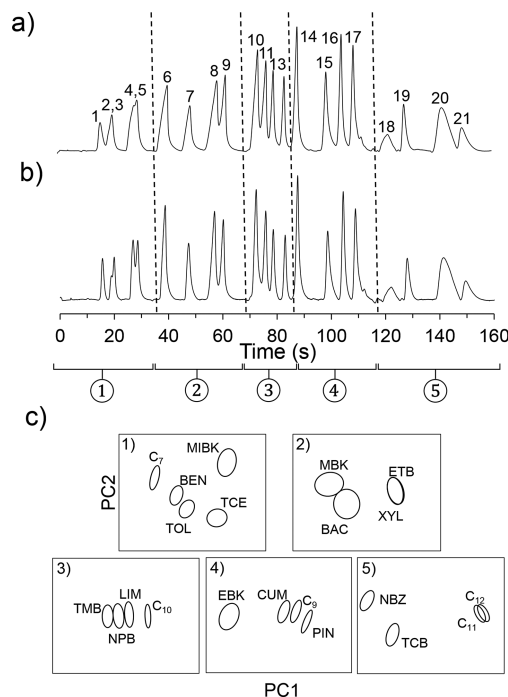 a)
1 2,3 4,5 6 7 8 9 10 11 13 14 15 16 17 18 19 20 21
b)
0 20 40 60 80 100 120 140 160
Time (s)
① ② ③ ④ ⑤
c)
1) C7 BEN TOL MIBK TCE
2) MBK BAC ETB XYL
PC2
3) TMB LIM NPB C10
4) EBK CUM C9 PIN
5) NBZ TCB C12 C11
PC1